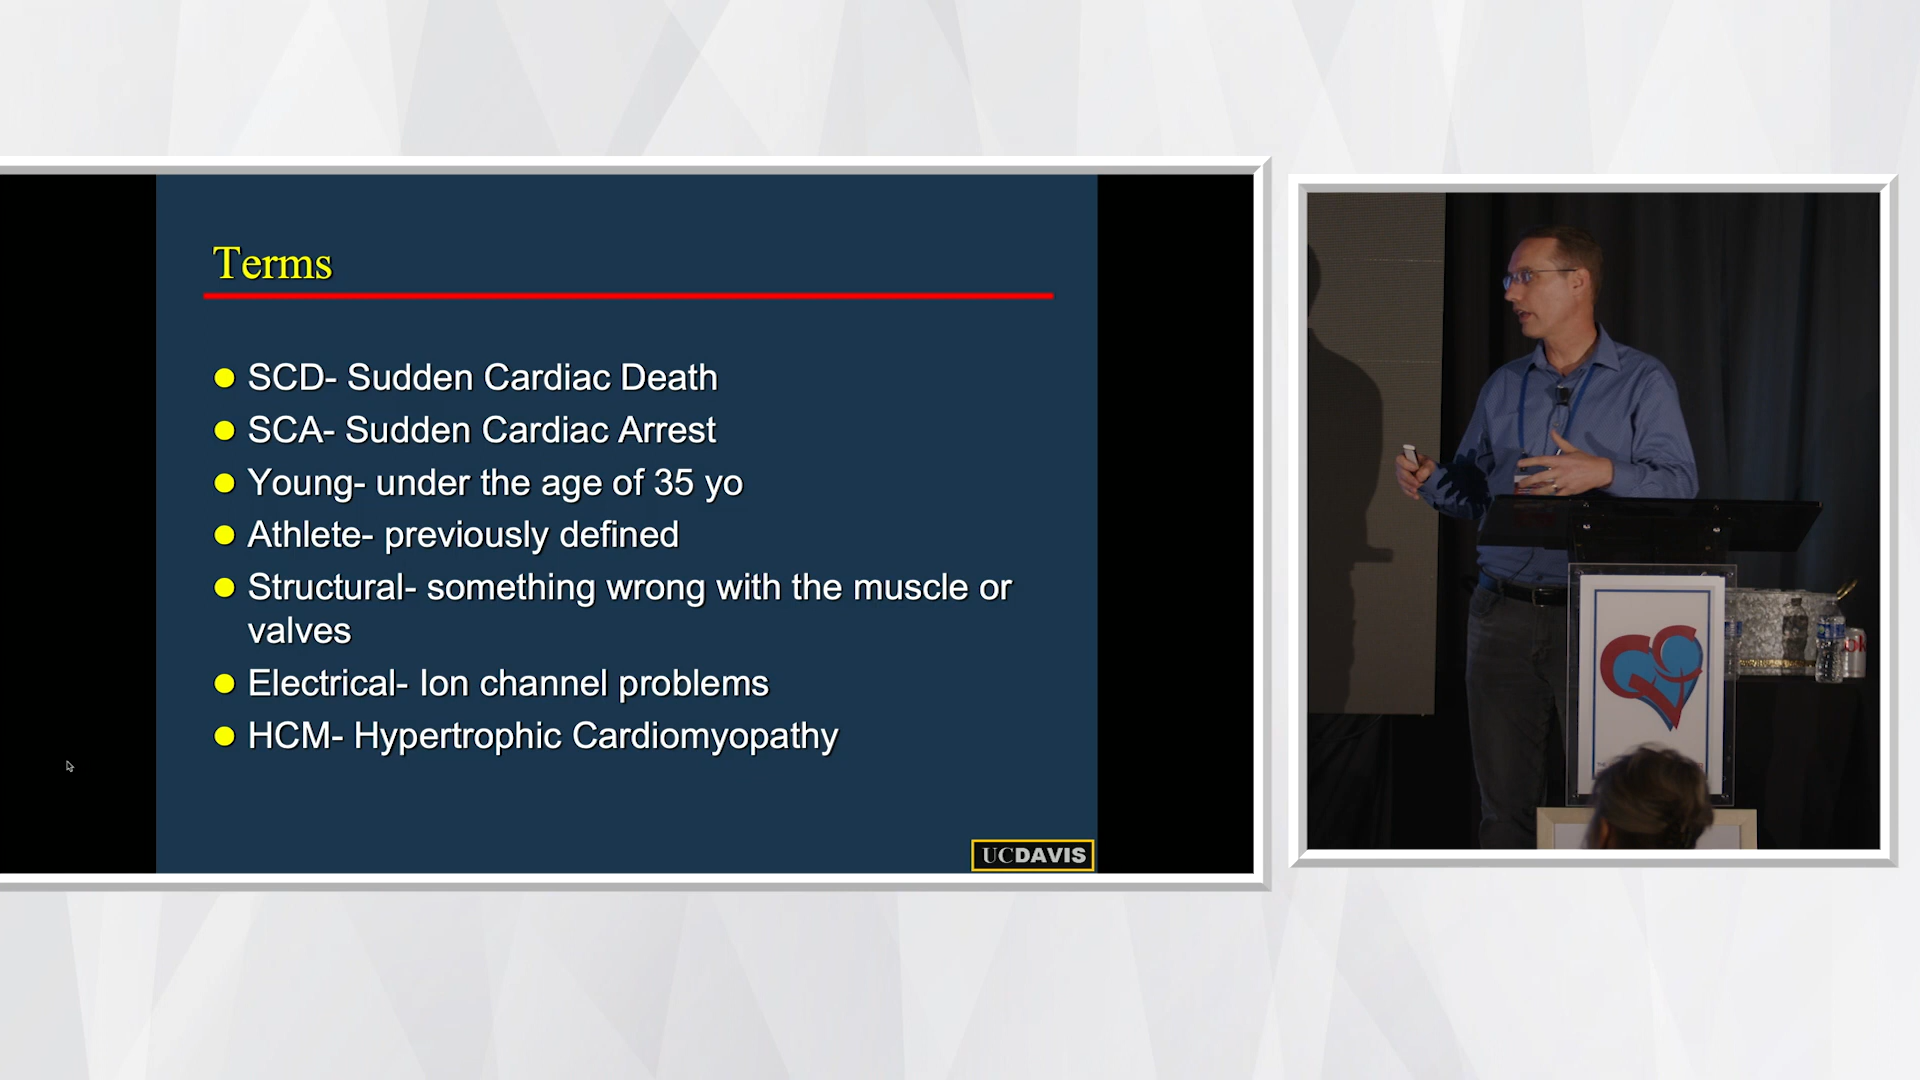 Terms
SCD- Sudden Cardiac Death
SCA- Sudden Cardiac Arrest
Young- under the age of 35 yo
Athlete- previously defined
Structural- something wrong with the muscle or
valves
Electrical- Ion channel problems
HCM- Hypertrophic Cardiomyopathy
UCDAVIS